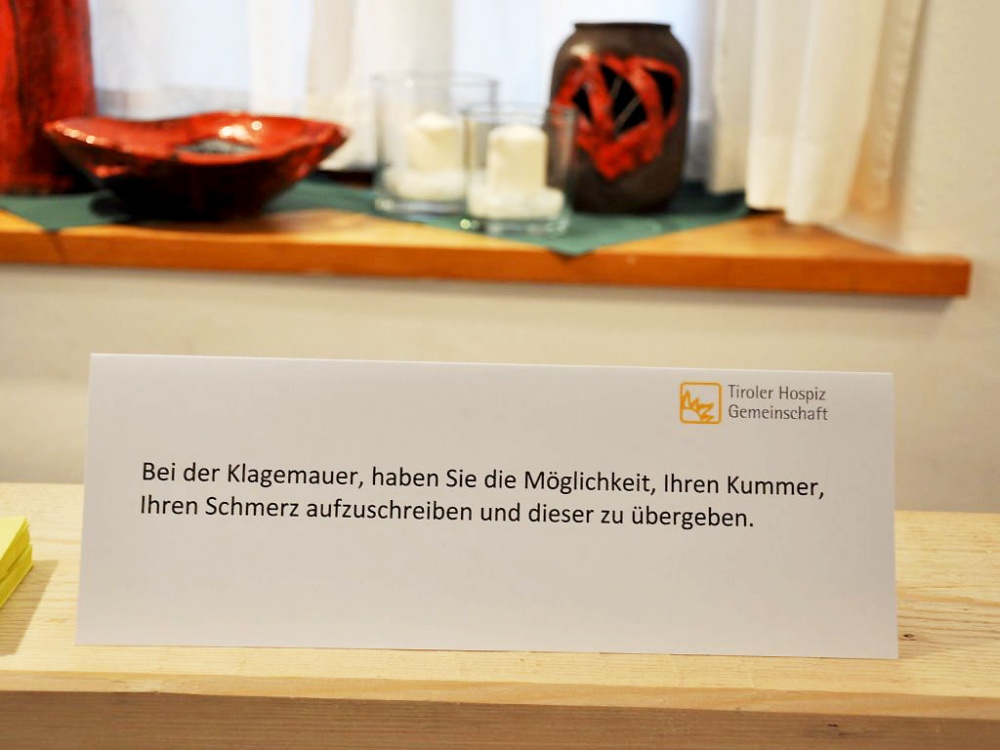 Tiroler Hospiz
Gemeinschaft
Bei der Klagemauer, haben Sie die Möglichkeit, Ihren Kummer,
Ihren Schmerz aufzuschreiben und dieser zu übergeben.